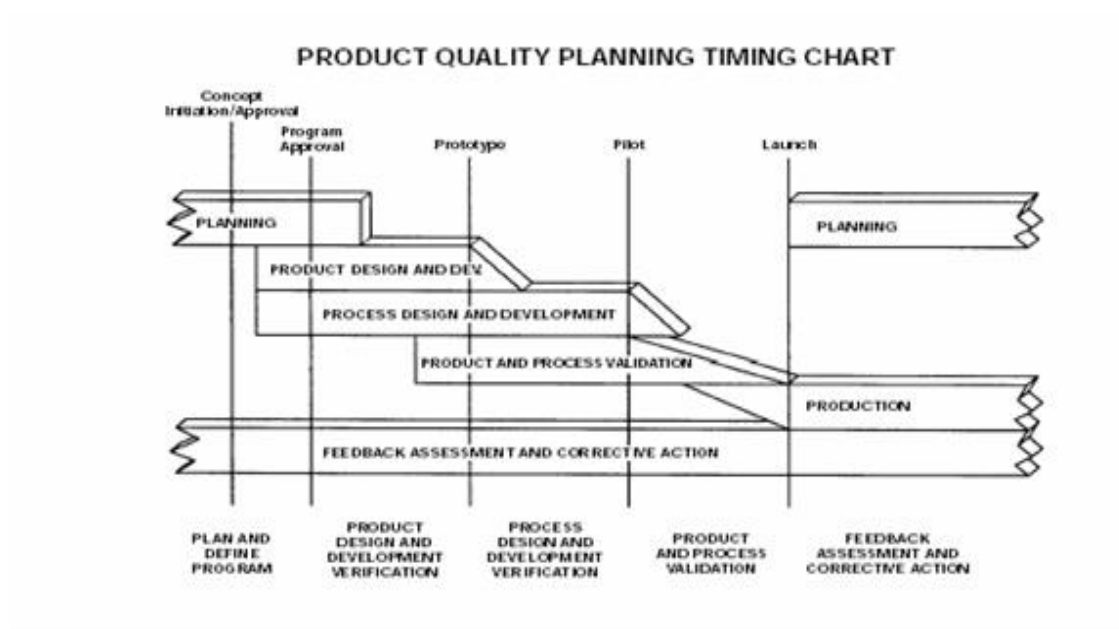 PRODUCT QUALITY PLANNING TIMING CHART
Concept
Initiation/Approval
Program
Approval
Prototype
Pilot
Launch
PLANNING
PLANNING
PRODUCT DESIGN AND DEV.
PROCESS DESIGN AND DEVELOPMENT
PRODUCT AND PROCESS VALIDATION
PRODUCTION
FEEDBACK ASSESSMENT AND CORRECTIVE ACTION
PLAN AND
DEFINE
PROGRAM
PRODUCT
DESIGN AND
DEVELOPMENT
VERIFICATION
PROCESS
DESIGN AND
DEVELOPMENT
VERIFICATION
PRODUCT
AND PROCESS
VALIDATION
FEEDBACK
ASSESSMENT AND
CORRECTIVE ACTION